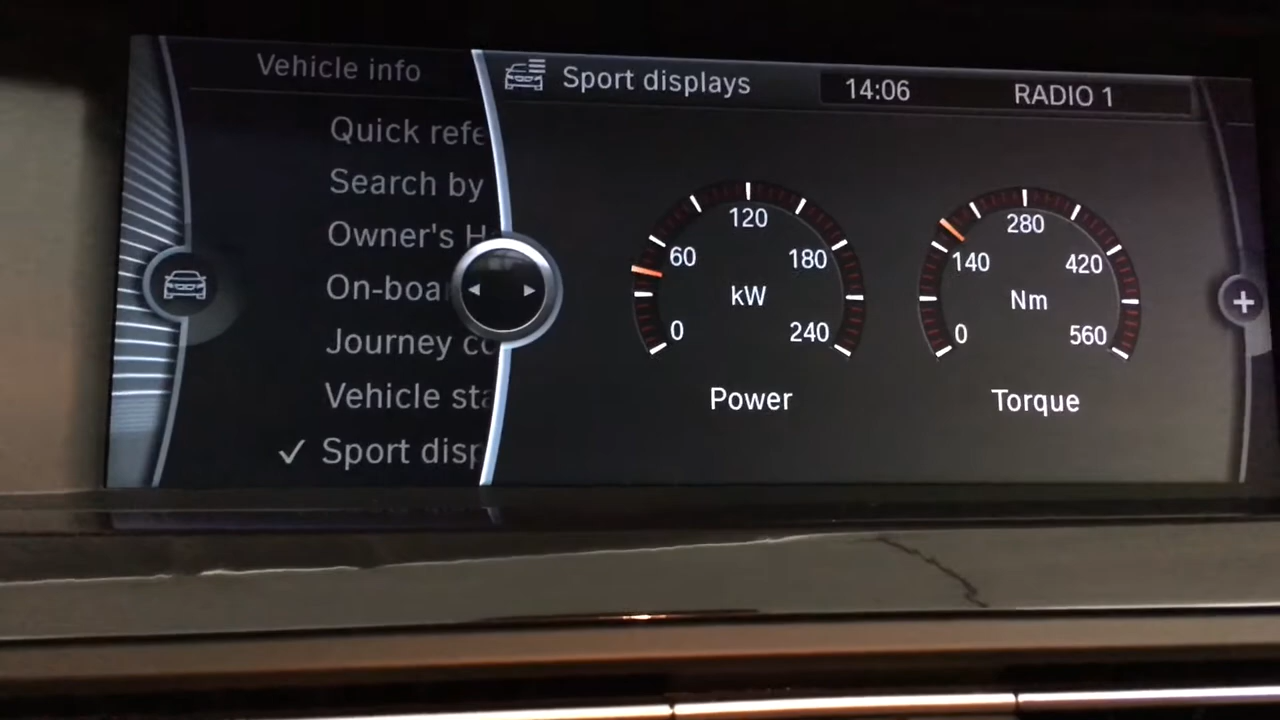 Vehicle info
Quick refe
Search by
Owner's H
On-boa
Journey co
Vehicle sta
✓ Sport disp
Sport displays
14:06
RADIO 1
0
60
120
180
240
kW
Power
0
140
280
420
560
Nm
Torque